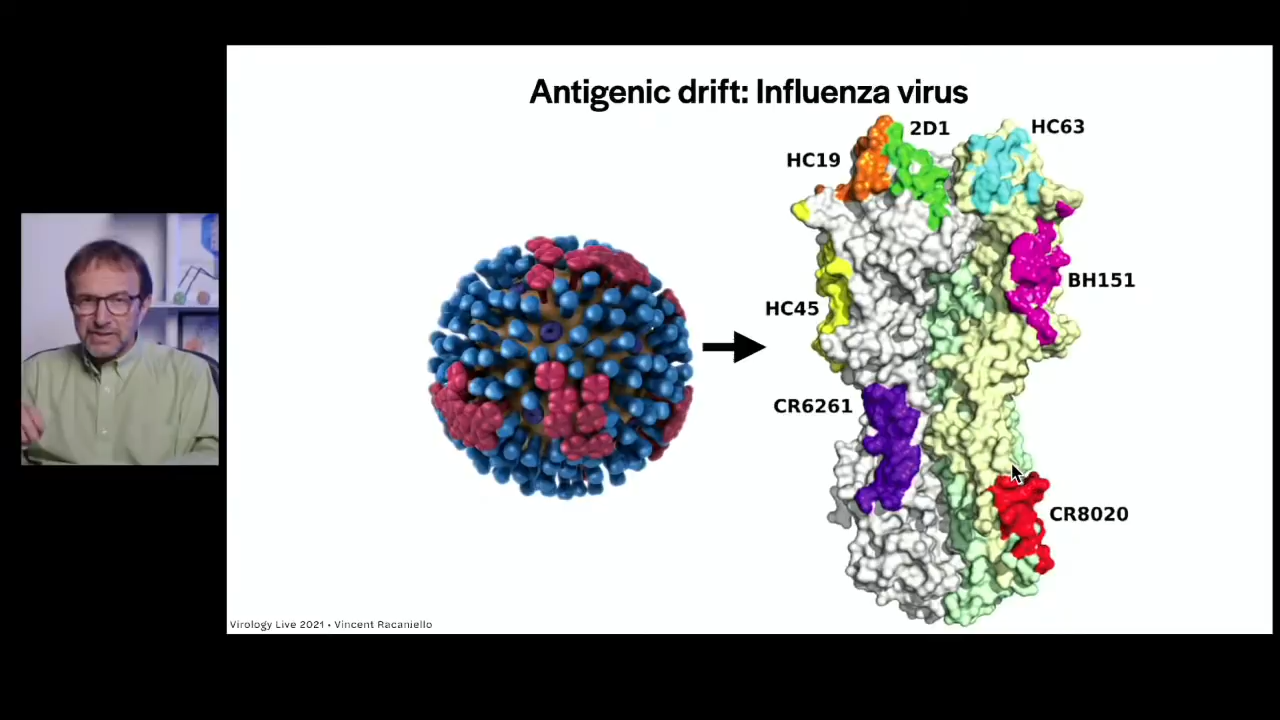 Antigenic drift: Influenza virus
2D1
HC63
HC19
BH151
HC45
CR6261
CR8020
Virology Live 2021 • Vincent Racaniello